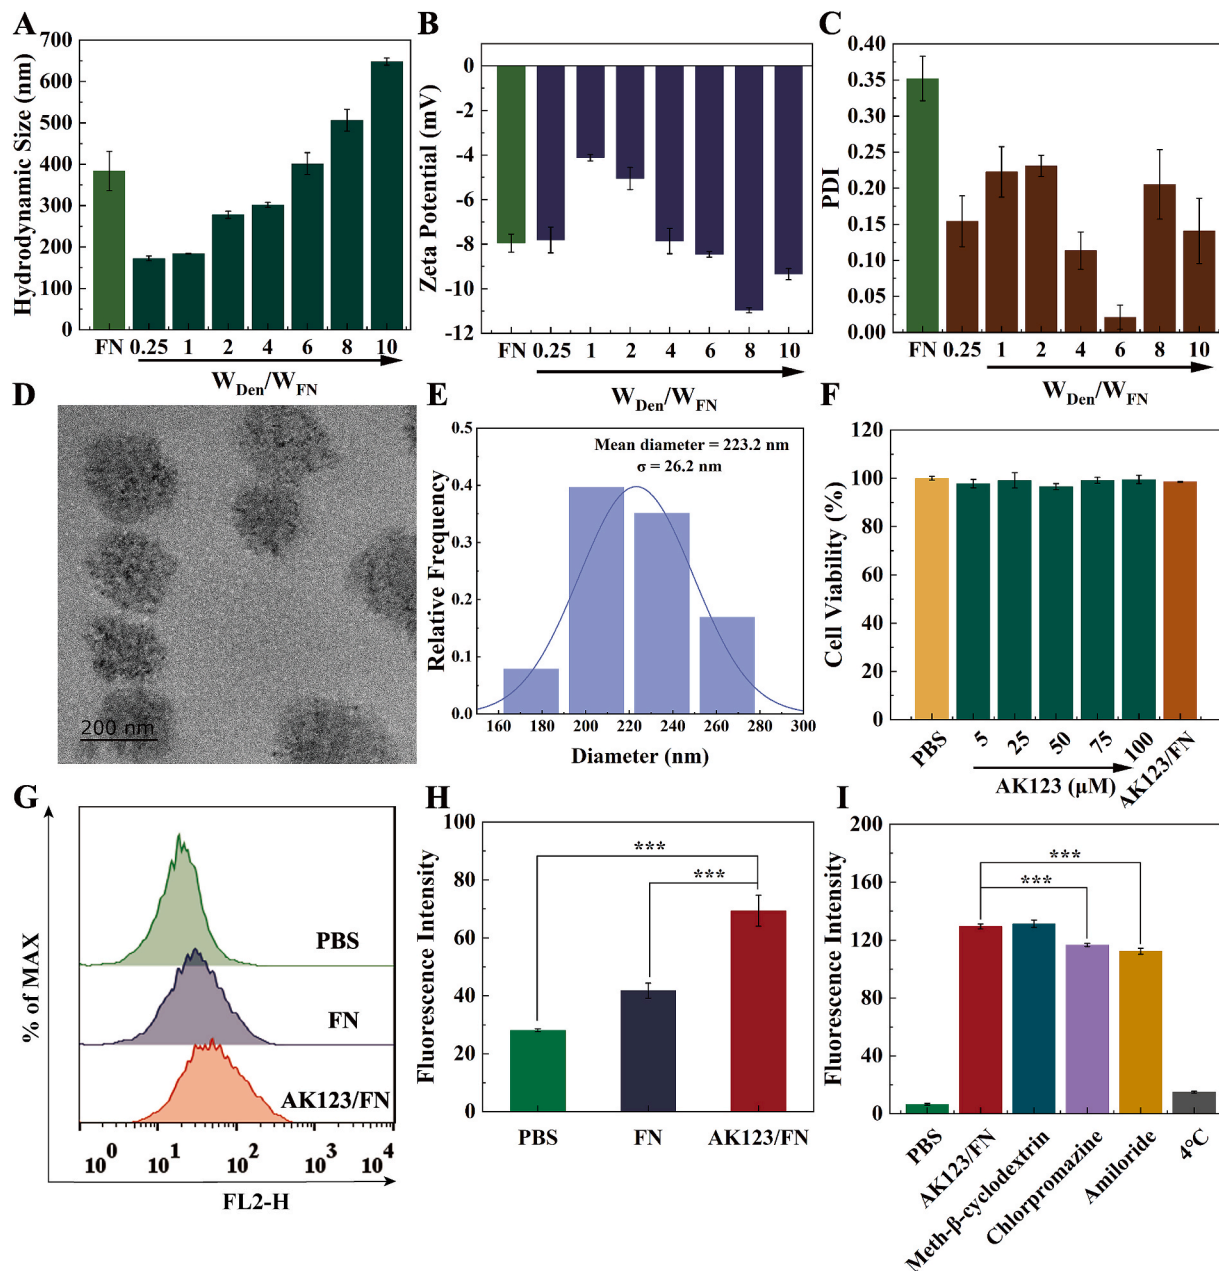 A
Hydrodynamic Size (nm)
700
600
500
400
300
200
100
0
FN 0.25 1 2 4 6 8 10
W_Den/W_FN
B
Zeta Potential (mV)
0
-2
-4
-6
-8
-10
-12
FN 0.25 1 2 4 6 8 10
W_Den/W_FN
C
PDI
0.40
0.35
0.30
0.25
0.20
0.15
0.10
0.05
0.00
FN 0.25 1 2 4 6 8 10
W_Den/W_FN
D
200 nm
E
Relative Frequency
0.5
0.4
0.3
0.2
0.1
0.0
Mean diameter = 223.2 nm
σ = 26.2 nm
160 180 200 220 240 260 280 300
Diameter (nm)
F
Cell Viability (%)
120
100
80
60
40
20
0
PBS 5 25 50 75 100 AK123/FN
AK123 (μM)
G
% of MAX
PBS
FN
AK123/FN
10^0 10^1 10^2 10^3 10^4
FL2-H
H
Fluorescence Intensity
100
80
60
40
20
0
***
***
PBS FN AK123/FN
I
Fluorescence Intensity
200
160
120
80
40
0
***
***
PBS AK123/FN Meth-β-cyclodextrin Chlorpromazine Amiloride 4°C